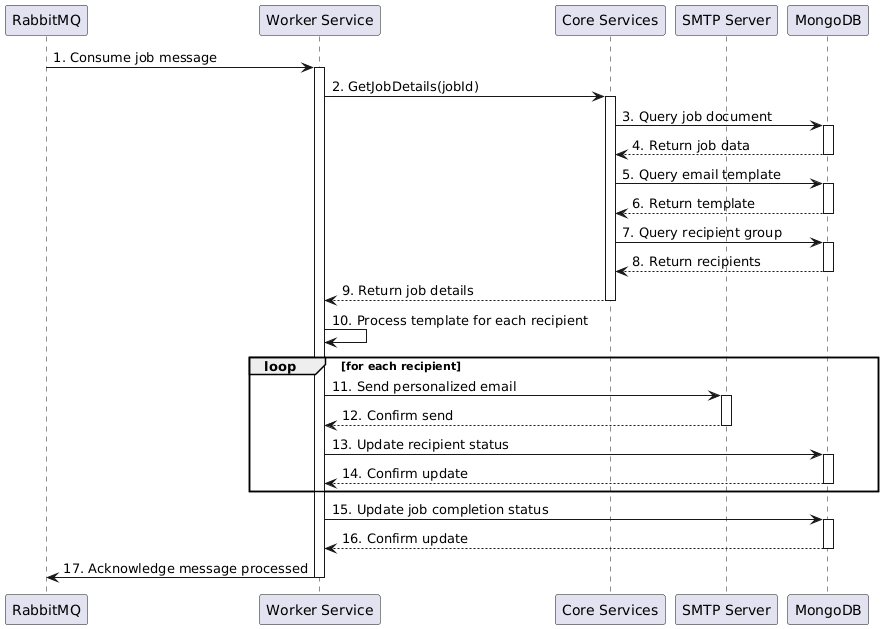 RabbitMQ
Worker Service
Core Services
SMTP Server
MongoDB
1. Consume job message
2. GetJobDetails(jobId)
3. Query job document
4. Return job data
5. Query email template
6. Return template
7. Query recipient group
8. Return recipients
9. Return job details
10. Process template for each recipient
loop
[for each recipient]
11. Send personalized email
12. Confirm send
13. Update recipient status
14. Confirm update
15. Update job completion status
16. Confirm update
17. Acknowledge message processed
RabbitMQ
Worker Service
Core Services
SMTP Server
MongoDB